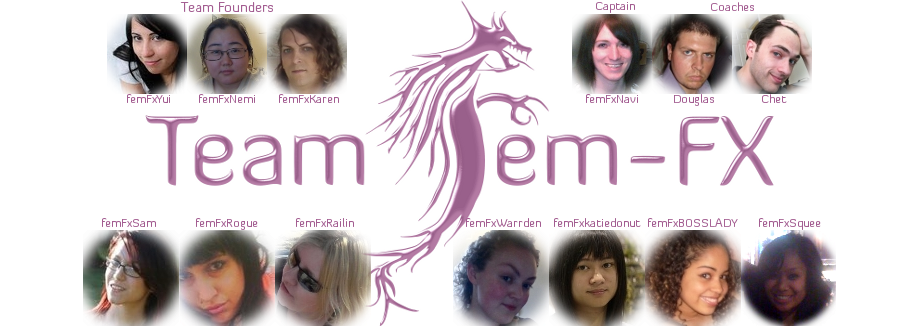 Team Founders
Captain
Coaches
femFxYui
femFxNemi
femFxKaren
femFxNavi
Douglas
Chet
Team em-FX
femFxSam
femFxRogue
femFxRailin
femFxWarrden
femFxkatiedonut
femFxBOSSLADY
femFxSquee